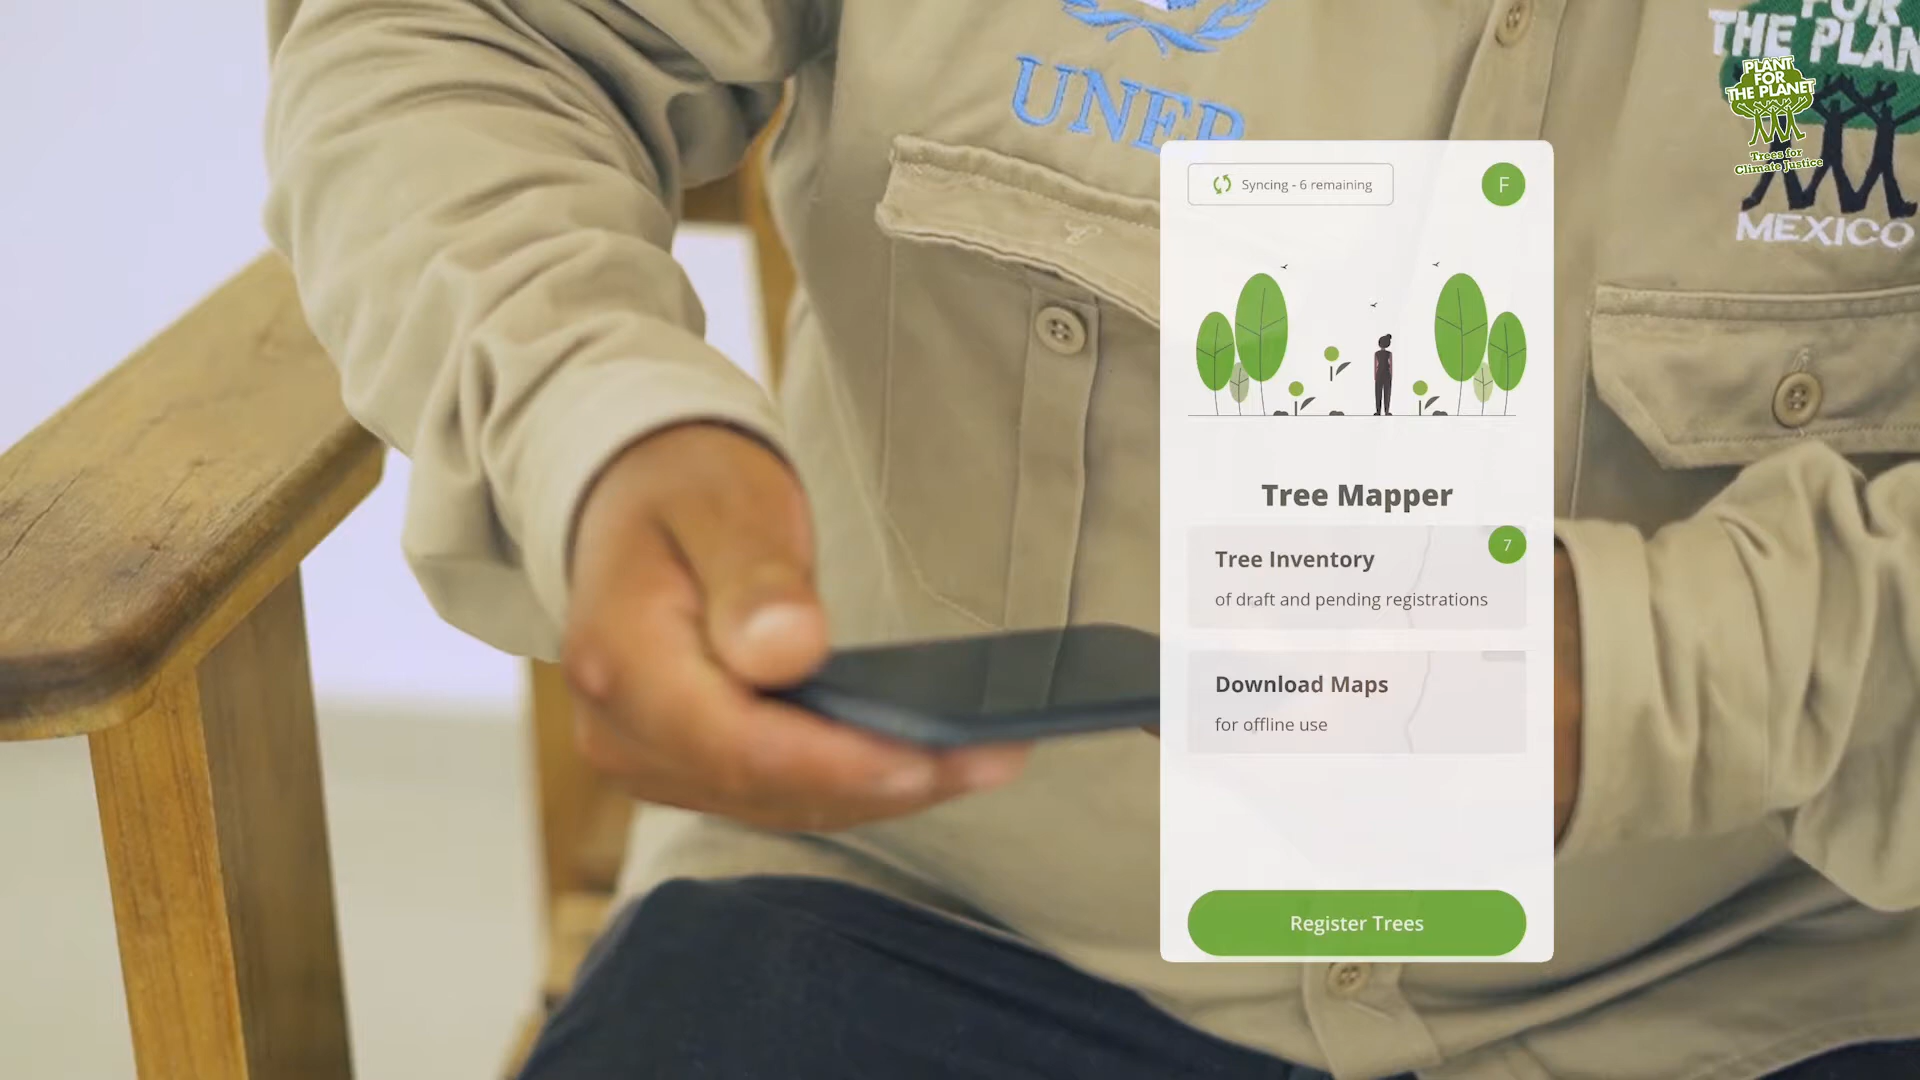 UNEP
FOR
THE PLAN
MEXICO
PLANT
FOR
THE PLANET
Trees for
Climate Justice
Syncing - 6 remaining
F
Tree Mapper
Tree Inventory
7
of draft and pending registrations
Download Maps
for offline use
Register Trees